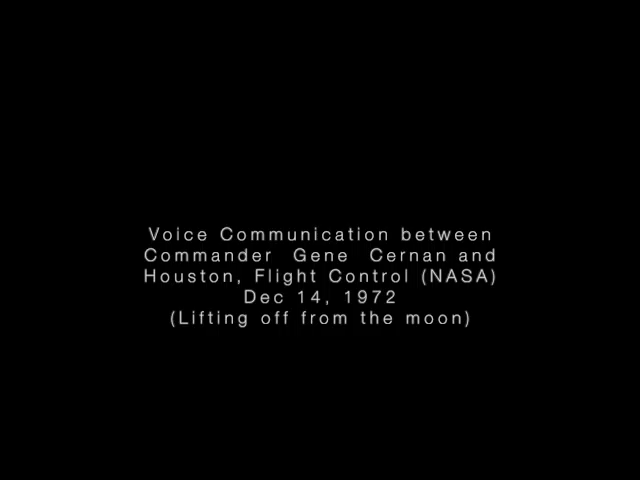 Voice Communication between
Commander Gene Cernan and
Houston, Flight Control (NASA)
Dec 14, 1972
(Lifting off from the moon)